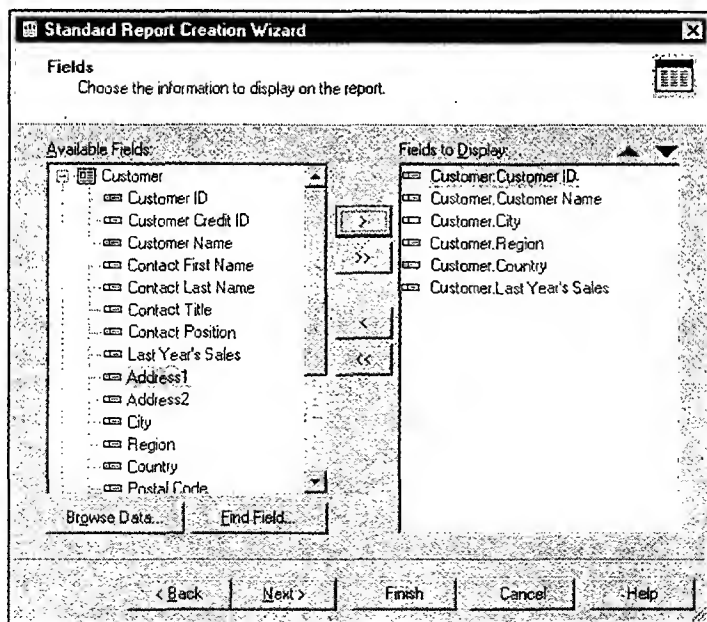 Standard Report Creation Wizard
Fields
Choose the information to display on the report.
Available Fields:
Customer
Customer ID
Customer Credit ID
Customer Name
Contact First Name
Contact Last Name
Contact Title
Contact Position
Last Year's Sales
Address1
Address2
City
Region
Country
Postal Code
Browse Data...
Find Field...
>
>>
<
<<
Fields to Display:
Customer.Customer ID
Customer.Customer Name
Customer.City
Customer.Region
Customer.Country
Customer.Last Year's Sales
< Back
Next >
Finish
Cancel
Help